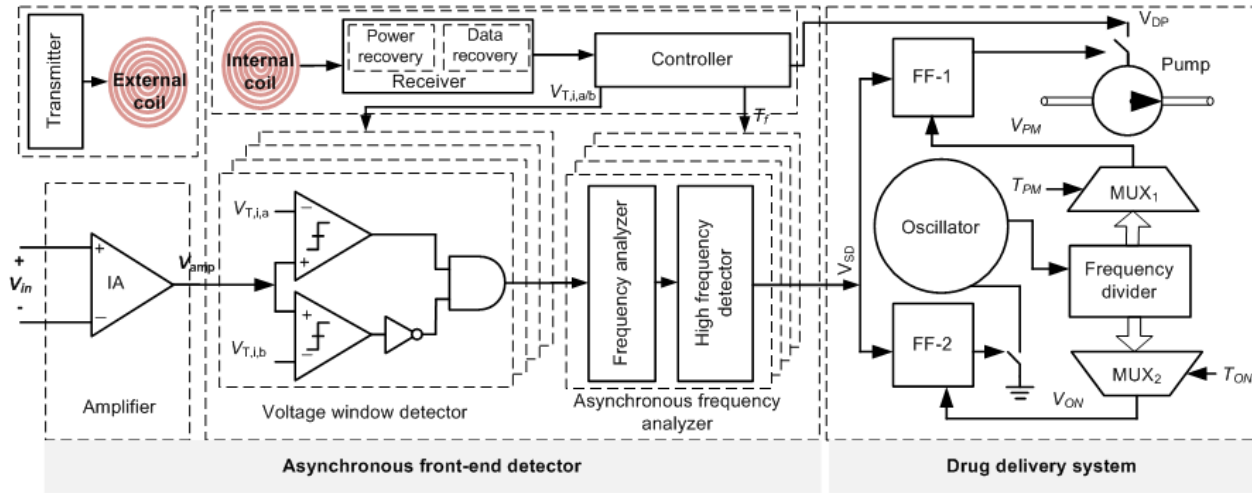 Transmitter
External
coil
Internal
coil
Power
recovery
Data
recovery
Receiver
Controller
V_DP
Pump
FF-1
V_T,i,a/b
T_f
V_PM
T_PM
MUX1
Oscillator
Frequency
divider
V_SD
FF-2
MUX2
T_ON
V_ON
V_T,i,a
−
+
+
−
V_T,i,b
Voltage window detector
Frequency analyzer
High frequency
detector
Asynchronous frequency
analyzer
+
V_in
-
+
−
IA
V_amp
Amplifier
Asynchronous front-end detector
Drug delivery system